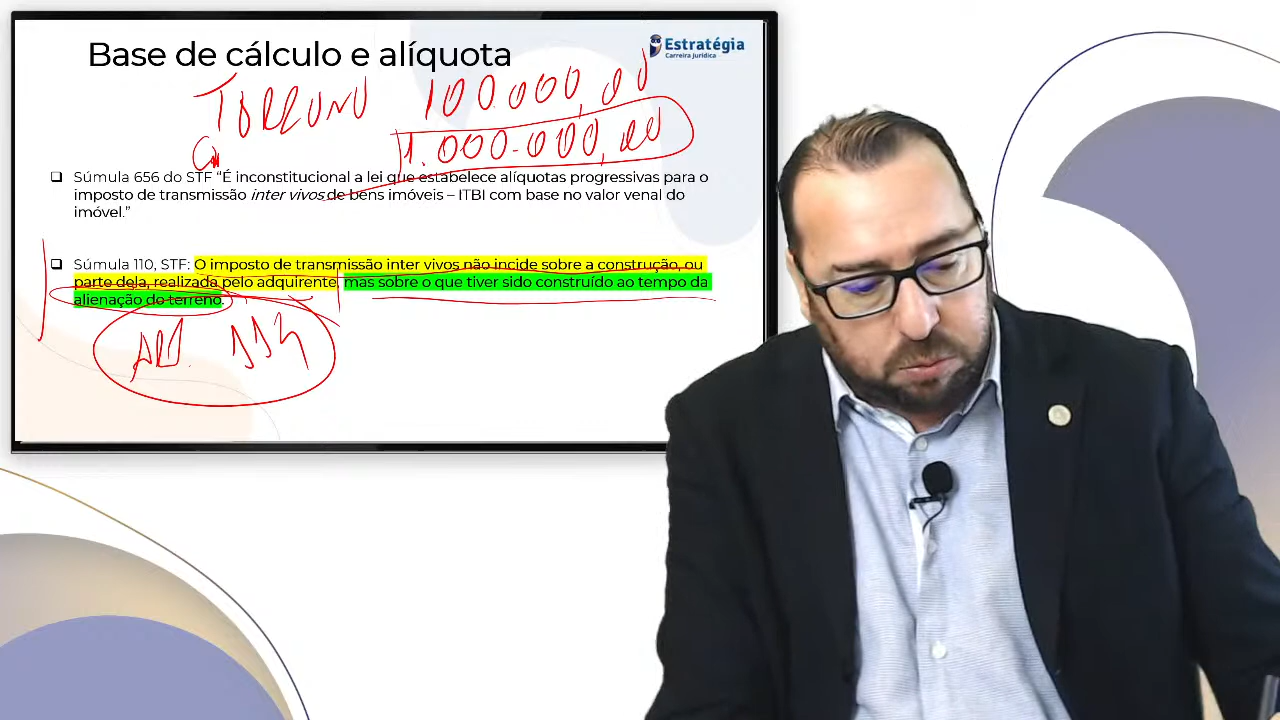 Base de cálculo e alíquota
Estratégia
Carreira Jurídica
TERRENO 100.000,00
1.000.000,00
Súmula 656 do STF “É inconstitucional a lei que estabelece alíquotas progressivas para o
imposto de transmissão inter vivos de bens imóveis – ITBI com base no valor venal do
imóvel.”
Súmula 110, STF: O imposto de transmissão inter vivos não incide sobre a construção, ou
parte dela, realizada pelo adquirente, mas sobre o que tiver sido construído ao tempo da
alienação do terreno.
ART.